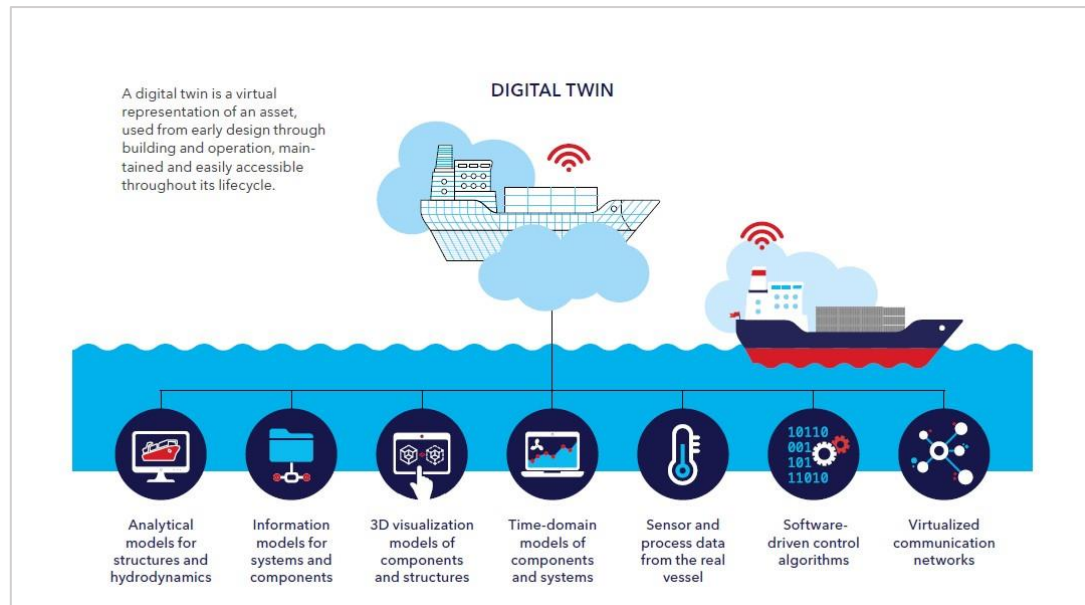 A digital twin is a virtual
representation of an asset,
used from early design through
building and operation, main-
tained and easily accessible
throughout its lifecycle.
DIGITAL TWIN
10110
001
101
11010
Analytical
models for
structures and
hydrodynamics
Information
models for
systems and
components
3D visualization
models of
components
and structures
Time-domain
models of
components
and systems
Sensor and
process data
from the real
vessel
Software-
driven control
algorithms
Virtualized
communication
networks